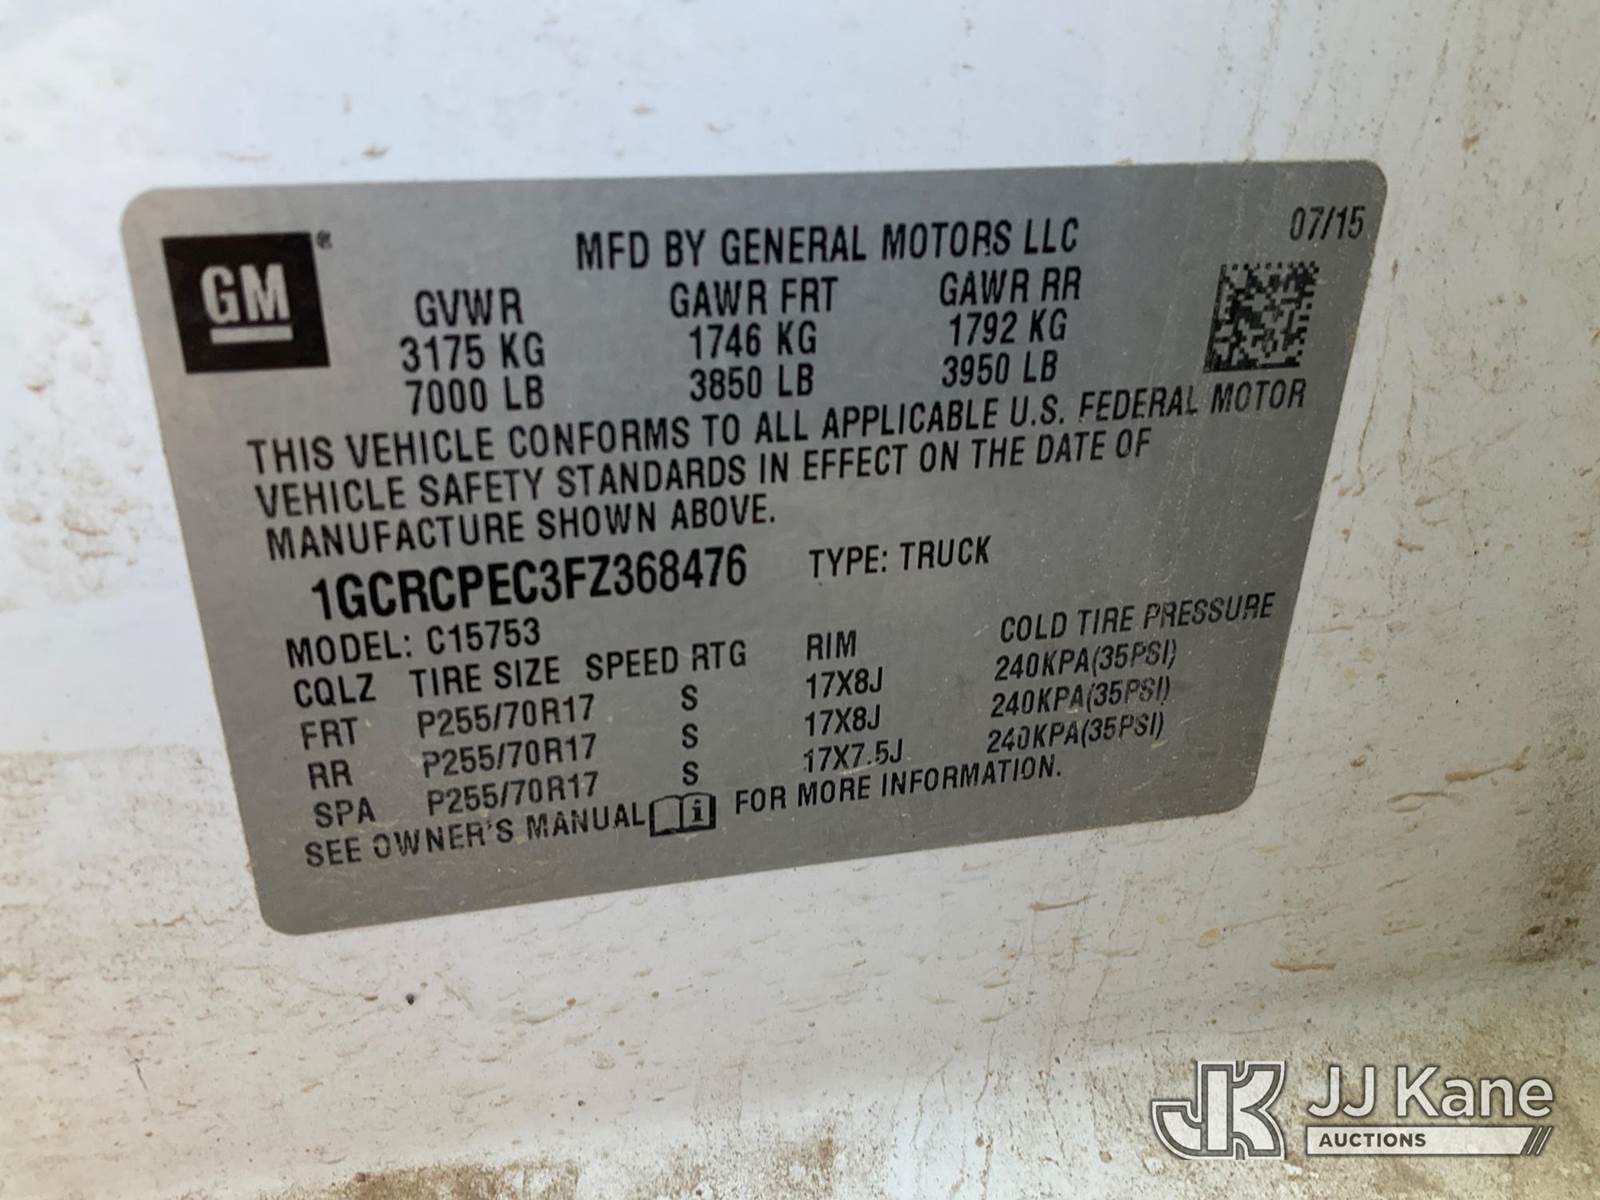 GM®
MFD BY GENERAL MOTORS LLC
07/15
GVWR GAWR FRT GAWR RR
3175 KG 1746 KG 1792 KG
7000 LB 3850 LB 3950 LB
THIS VEHICLE CONFORMS TO ALL APPLICABLE U.S. FEDERAL MOTOR
VEHICLE SAFETY STANDARDS IN EFFECT ON THE DATE OF
MANUFACTURE SHOWN ABOVE.
1GCRCPEC3FZ368476 TYPE: TRUCK
MODEL: C15753
CQLZ TIRE SIZE SPEED RTG RIM COLD TIRE PRESSURE
FRT P255/70R17 S 17X8J 240KPA(35PSI)
RR P255/70R17 S 17X8J 240KPA(35PSI)
SPA P255/70R17 S 17X7.5J 240KPA(35PSI)
SEE OWNER'S MANUAL i FOR MORE INFORMATION.
JK JJ Kane
AUCTIONS